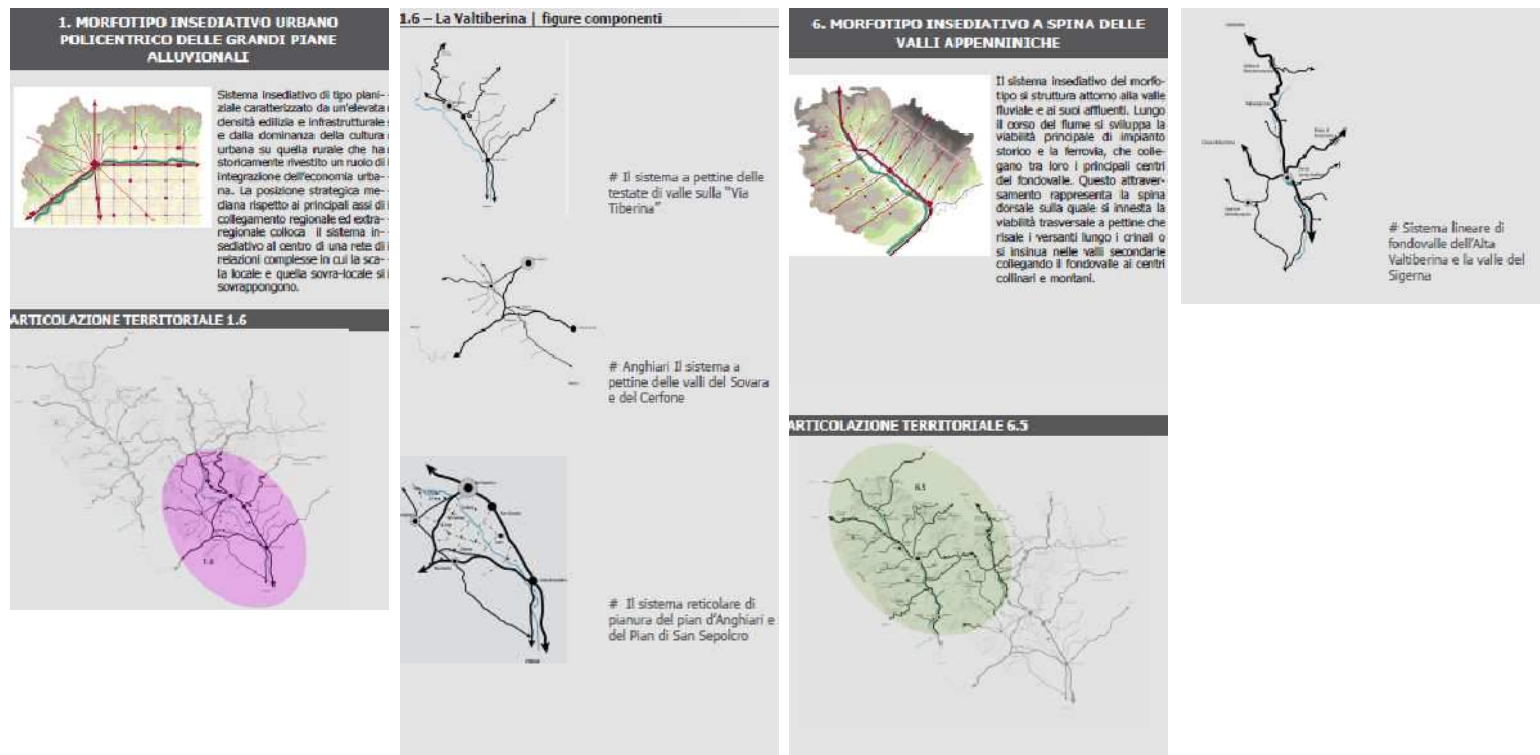 1. MORFOTIPO INSEDIATIVO URBANO
POLICENTRICO DELLE GRANDI PIANE
ALLUVIONALI
Sistema insediativo di tipo piani-
ziale caratterizzato da un'elevata
densità edilizia e infrastrutturale
e dalla dominanza della cultura
urbana su quella rurale che ha
storicamente rivestito un ruolo di
integrazione dell'economia urba-
na. La posizione strategica me-
diana rispetto ai principali assi di
collegamento regionale ed extra-
regionale colloca il sistema in-
sediativo al centro di una rete di
relazioni complesse in cui la sca-
la locale e quella sovra-locale si
sovrappongono.
ARTICOLAZIONE TERRITORIALE 1.6
1.6
1.6 – La Valtiberina | figure componenti
# Il sistema a pettine delle
testate di valle sulla "Via
Tiberina"
# Anghiari Il sistema a
pettine delle valli del Sovara
e del Cerfone
# Il sistema reticolare di
pianura del pian d'Anghiari e
del Pian di San Sepolcro
6. MORFOTIPO INSEDIATIVO A SPINA DELLE
VALLI APPENNINICHE
Il sistema insediativo del morfo-
tipo si struttura attorno alla valle
fluviale e ai suoi affluenti. Lungo
il corso del fiume si sviluppa la
viabilità principale di impianto
storico e la ferrovia, che colle-
gano tra loro i principali centri
del fondovalle. Questo attraver-
samento rappresenta la spina
dorsale sulla quale si innesta la
viabilità trasversale a pettine che
risale i versanti lungo i crinali o
si insinua nelle valli secondarie
collegando il fondovalle ai centri
collinari e montani.
ARTICOLAZIONE TERRITORIALE 6.5
6.5
# Sistema lineare di
fondovalle dell'Alta
Valtiberina e la valle del
Sigerna